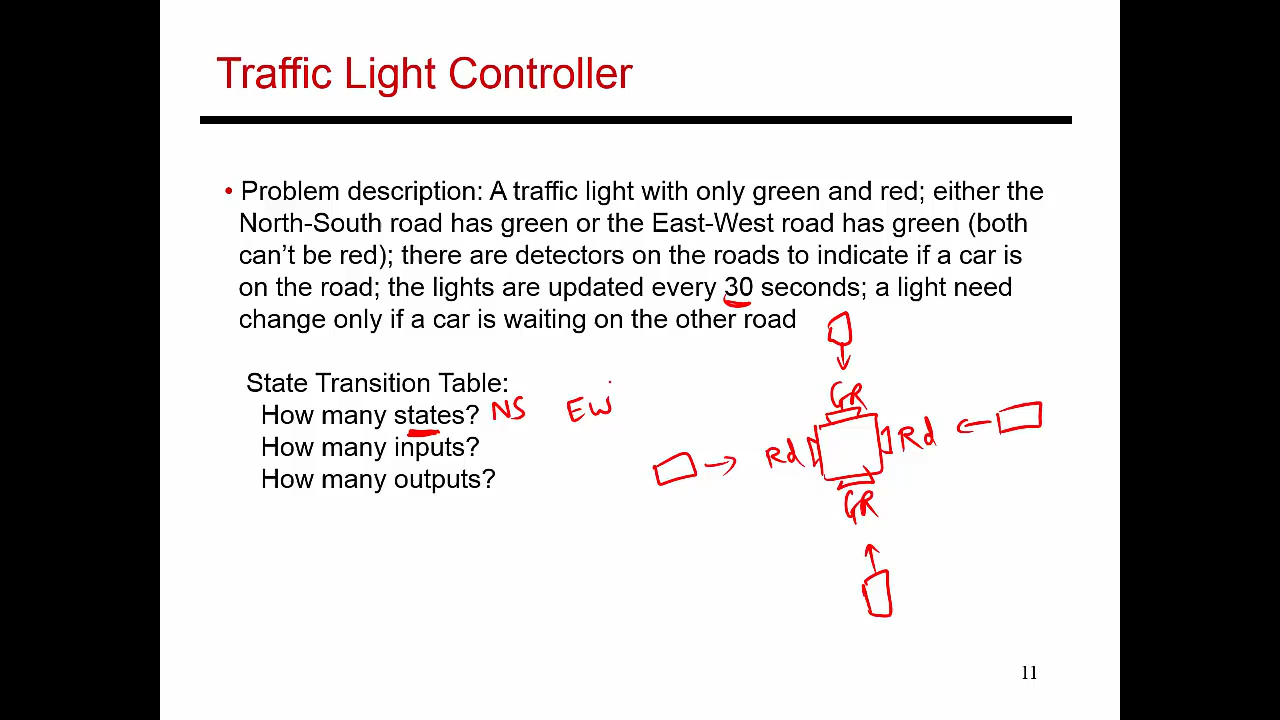 Traffic Light Controller
• Problem description: A traffic light with only green and red; either the
North-South road has green or the East-West road has green (both
can't be red); there are detectors on the roads to indicate if a car is
on the road; the lights are updated every 30 seconds; a light need
change only if a car is waiting on the other road
State Transition Table:
How many states? NS EW
How many inputs?
How many outputs?
GR
Rd Rd
GR
11